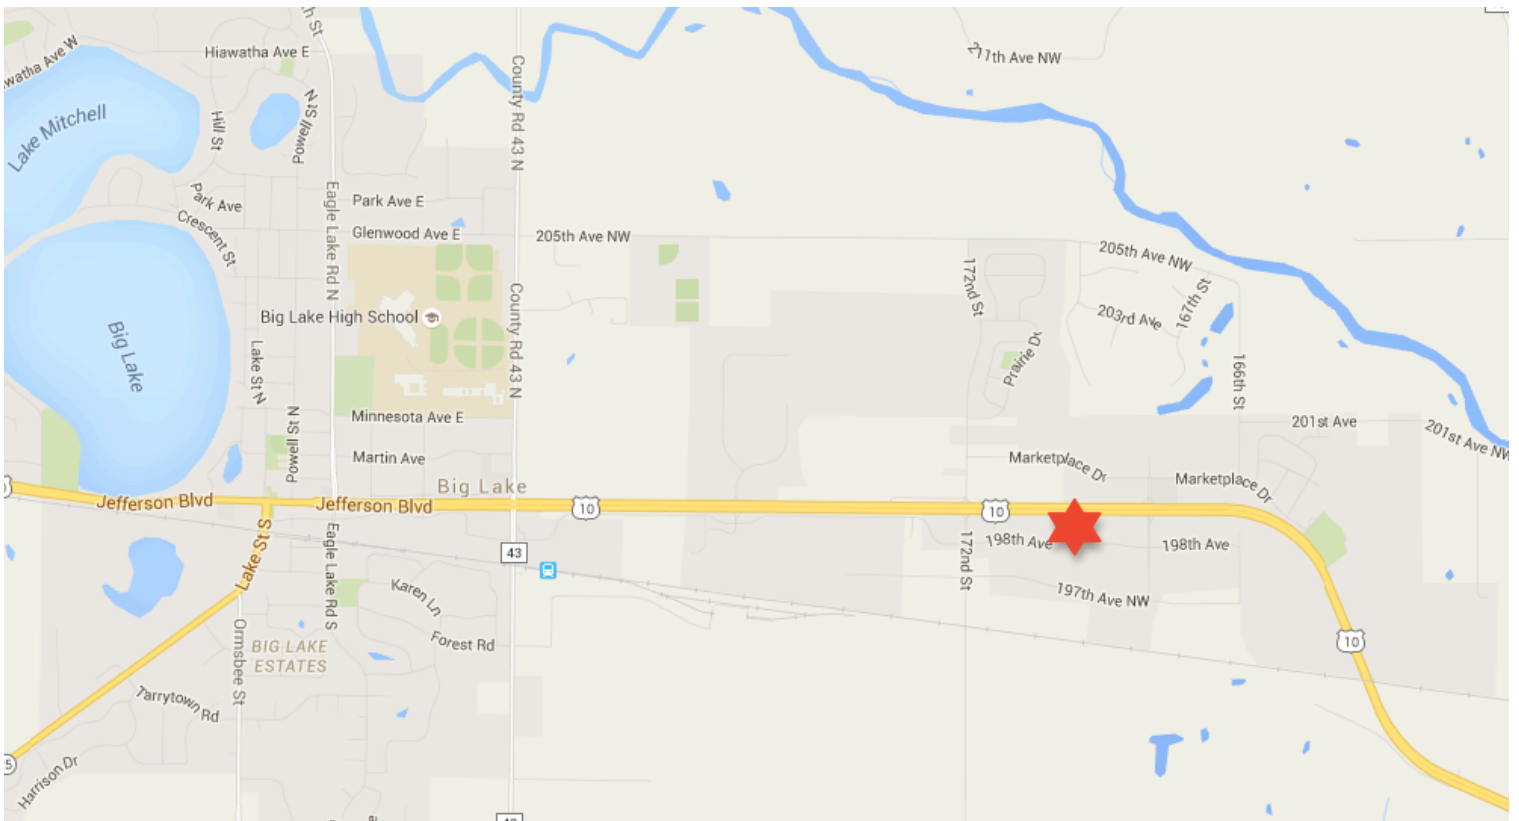 Hiawatha Ave E
watha Ave W
h St
Lake Mitchell
Hill St
Powell St N
County Rd 43 N
211th Ave NW
Park Ave
Crescent St
Eagle Lake Rd N
Park Ave E
Glenwood Ave E
205th Ave NW
205th Ave NW
172nd St
167th St
203rd Ave
Prairie Dr
Big Lake High School
County Rd 43 N
Big Lake
Lake St N
166th St
Minnesota Ave E
Powell St N
Martin Ave
201st Ave
201st Ave NW
Marketplace Dr
Marketplace Dr
Big Lake
Jefferson Blvd
Jefferson Blvd
10
10
198th Ave
198th Ave
43
172nd St
Lake St S
Eagle Lake Rd S
Karen Ln
197th Ave NW
Forest Rd
10
Ormsbee St
BIG LAKE
ESTATES
Tarrytown Rd
Harrison Dr
5